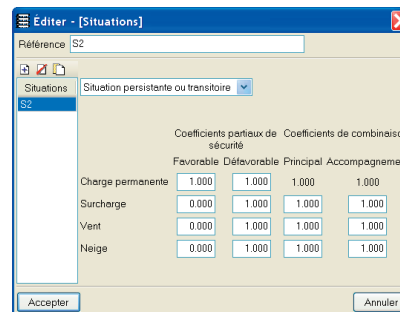 Éditer - [Situations]
Référence S2
Situations Situation persistante ou transitoire
S2
Coefficients partiaux de sécurité Coefficients de combinaiso
Favorable Défavorable Principal Accompagneme
Charge permanente 1.000 1.000 1.000 1.000
Surcharge 0.000 1.000 1.000 1.000
Vent 0.000 1.000 1.000 1.000
Neige 0.000 1.000 1.000 1.000
Accepter Annuler